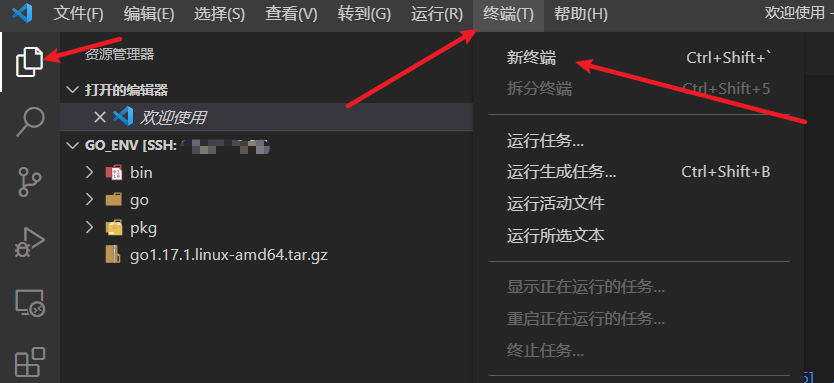 文件(F) 编辑(E) 选择(S) 查看(V) 转到(G) 运行(R) 终端(T) 帮助(H) 欢迎使用 -
资源管理器
打开的编辑器
欢迎使用
GO_ENV [SSH:
bin
go
pkg
go1.17.1.linux-amd64.tar.gz
新终端 Ctrl+Shift+`
拆分终端 Ctrl+Shift+5
运行任务...
运行生成任务... Ctrl+Shift+B
运行活动文件
运行所选文本
显示正在运行的任务...
重启正在运行的任务...
终止任务...
5]